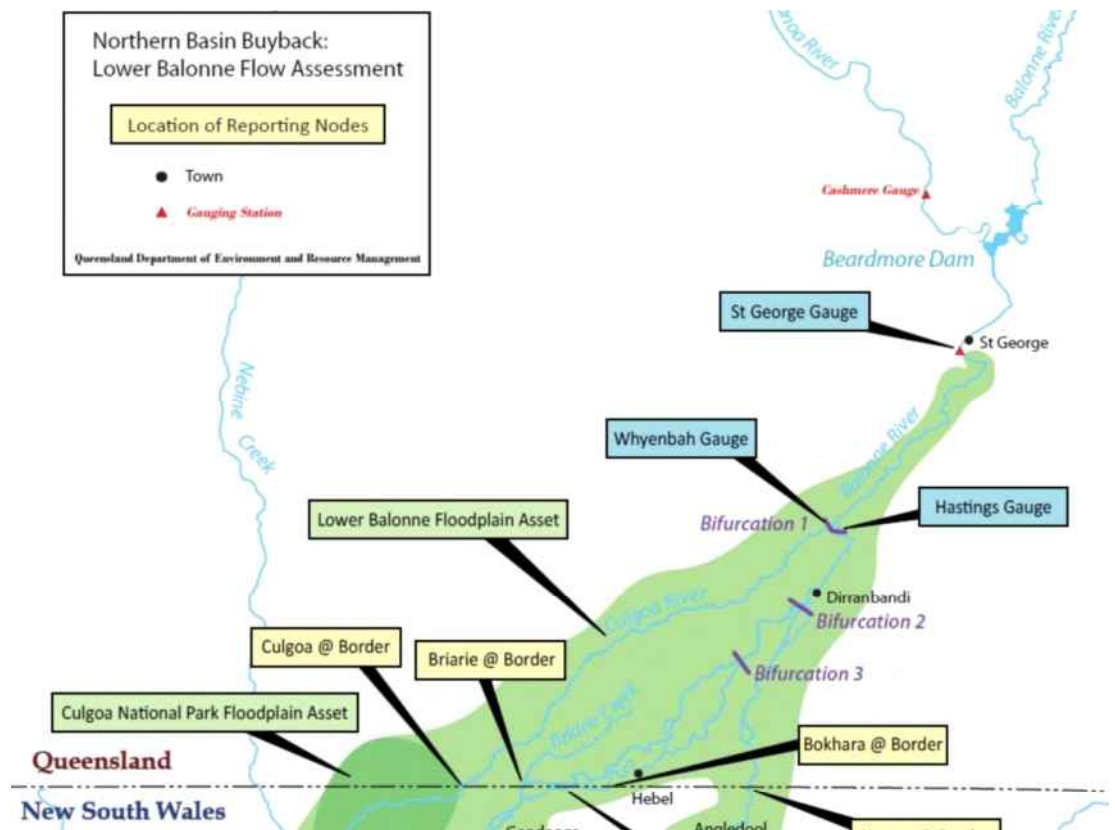 Northern Basin Buyback:
Lower Balonne Flow Assessment
Location of Reporting Nodes
Town
Gauging Station
Queensland Department of Environment and Resource Management
River
Balonne River
Cashmere Gauge
Beardmore Dam
St George Gauge
St George
Nebine Creek
Whyenbah Gauge
Balonne River
Hastings Gauge
Lower Balonne Floodplain Asset
Bifurcation 1
Culgoa River
Dirranbandi
Bifurcation 2
Culgoa @ Border
Briarie @ Border
Bifurcation 3
Culgoa National Park Floodplain Asset
Briarie Creek
Bokhara @ Border
Queensland
Hebel
New South Wales
Angledool